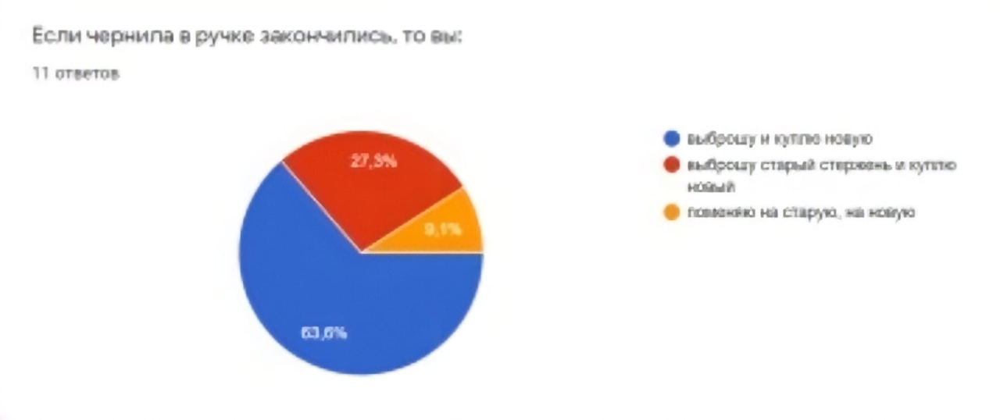 Если чернила в ручке закончились, то вы:
11 ответов
27,3%
9,1%
63,6%
выброшу и куплю новую
выброшу старый стержень и куплю
новый
поменяю на старую, на новую